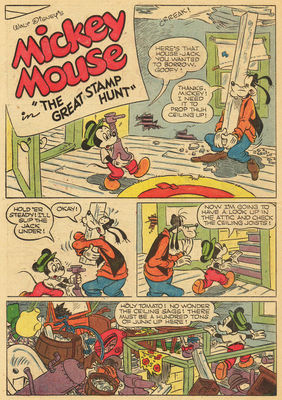 WALT DISNEY'S
Mickey
Mouse
in "THE
GREAT STAMP
HUNT"
CREEAK!
HERE'S
THAT
HOUSE-JACK
YOU WANTED
TO BORROW,
GOOFY!
THANKS,
MICKEY! I
NEED IT
TO PROP THUH
CEILING UP!
HOLD 'ER
STEADY! I'LL
SLIP THE
JACK
UNDER!
OKAY!
NOW I'M GOING TO
HAVE A LOOK UP IN
THE ATTIC AND CHECK
THE CEILING JOISTS!
HOLY TOMATO! NO WONDER
THE CEILING SAGS! THERE
MUST BE A HUNDRED TONS
OF JUNK UP HERE!